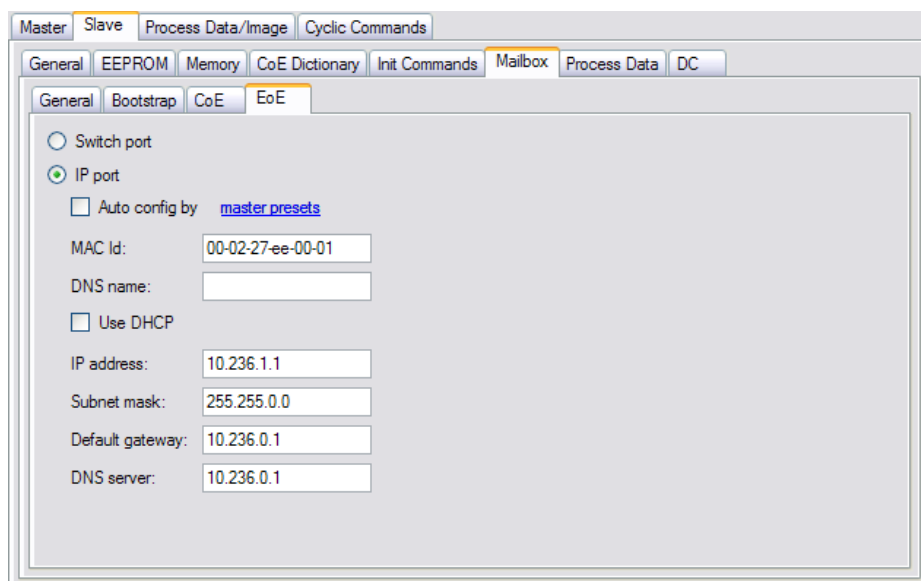 Master Slave Process Data/Image Cyclic Commands
General EEPROM Memory CoE Dictionary Init Commands Mailbox Process Data DC
General Bootstrap CoE EoE
Switch port
IP port
Auto config by master presets
MAC Id: 00-02-27-ee-00-01
DNS name:
Use DHCP
IP address: 10.236.1.1
Subnet mask: 255.255.0.0
Default gateway: 10.236.0.1
DNS server: 10.236.0.1